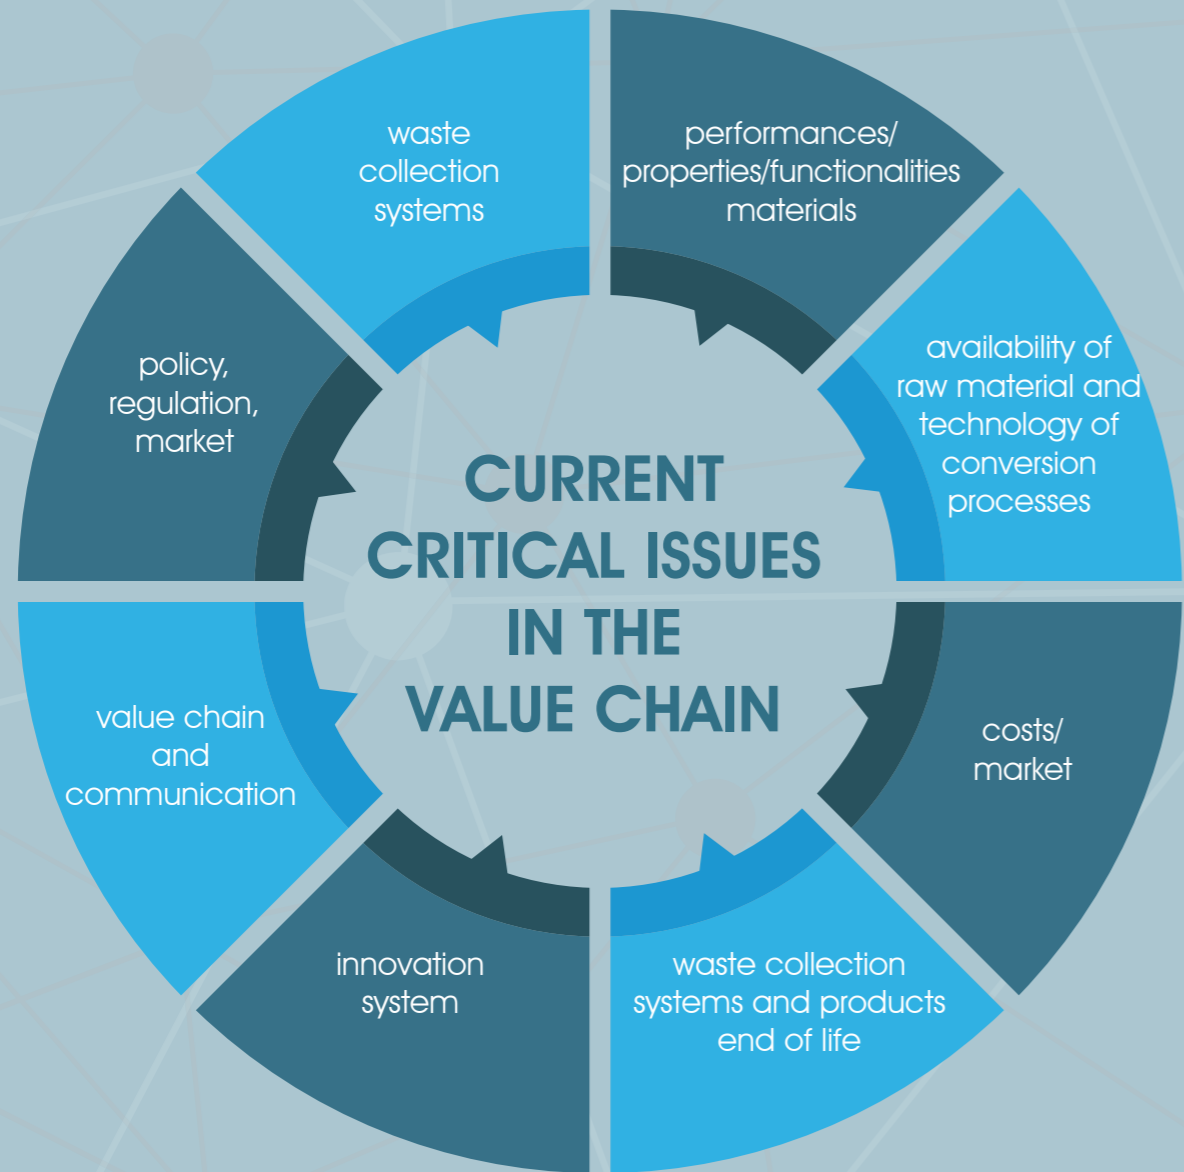 waste
collection
systems
performances/
properties/functionalities
materials
availability of
raw material and
technology of
conversion
processes
costs/
market
waste collection
systems and products
end of life
innovation
system
value chain
and
communication
policy,
regulation,
market
CURRENT
CRITICAL ISSUES
IN THE
VALUE CHAIN